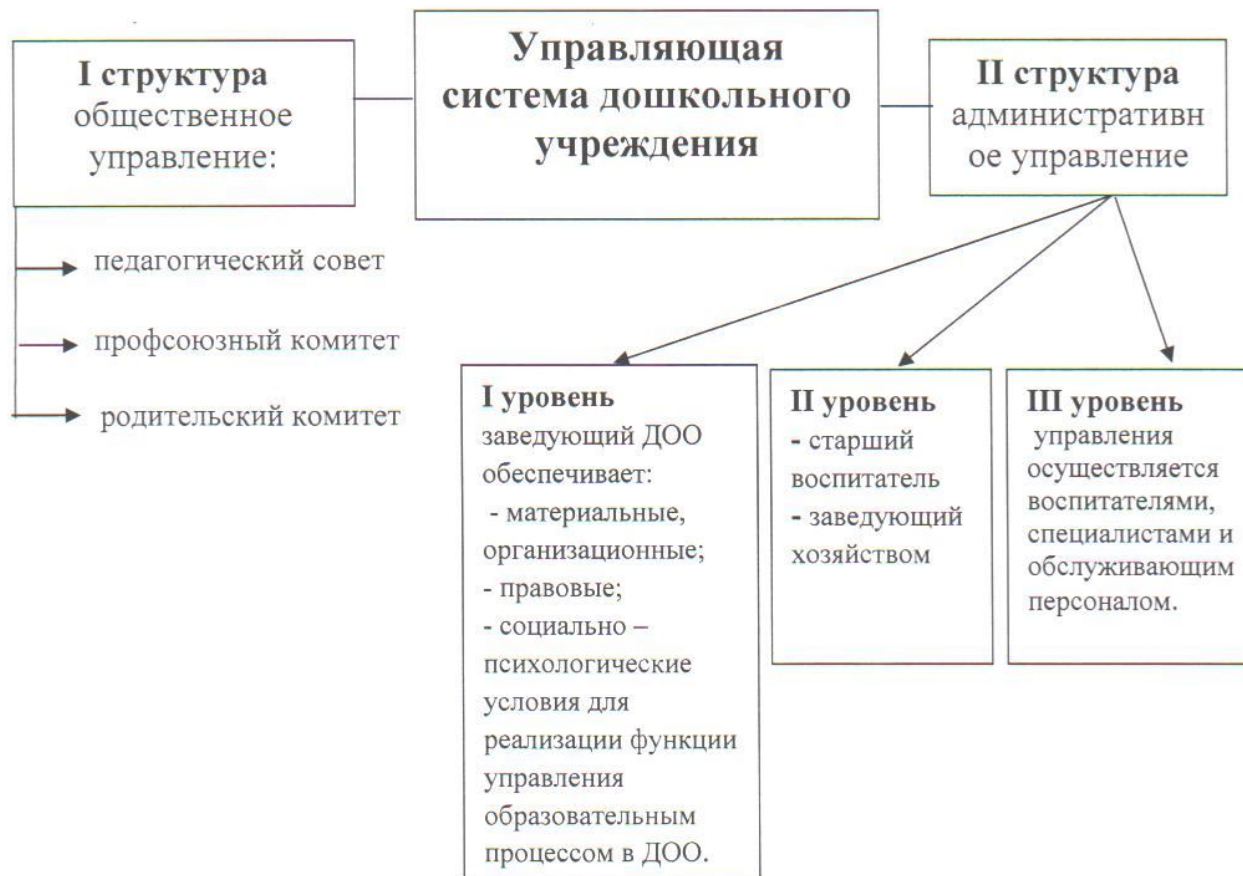 I структура
общественное
управление:
Управляющая
система дошкольного
учреждения
II структура
административн
ое управление
педагогический совет
профсоюзный комитет
родительский комитет
I уровень
заведующий ДОО
обеспечивает:
- материальные,
организационные;
- правовые;
- социально –
психологические
условия для
реализации функции
управления
образовательным
процессом в ДОО.
II уровень
- старший
воспитатель
- заведующий
хозяйством
III уровень
управления
осуществляется
воспитателями,
специалистами и
обслуживающим
персоналом.